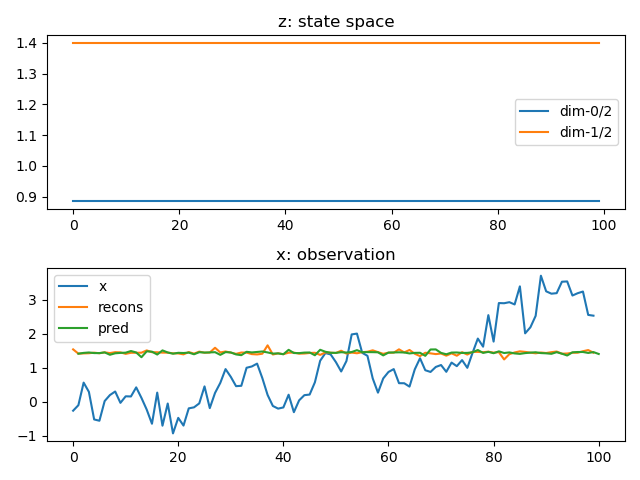 z: state space
1.4
1.3
1.2
1.1
1.0
0.9
dim-0/2
dim-1/2
0 20 40 60 80 100
x: observation
3
2
1
0
−1
x
recons
pred
0 20 40 60 80 100